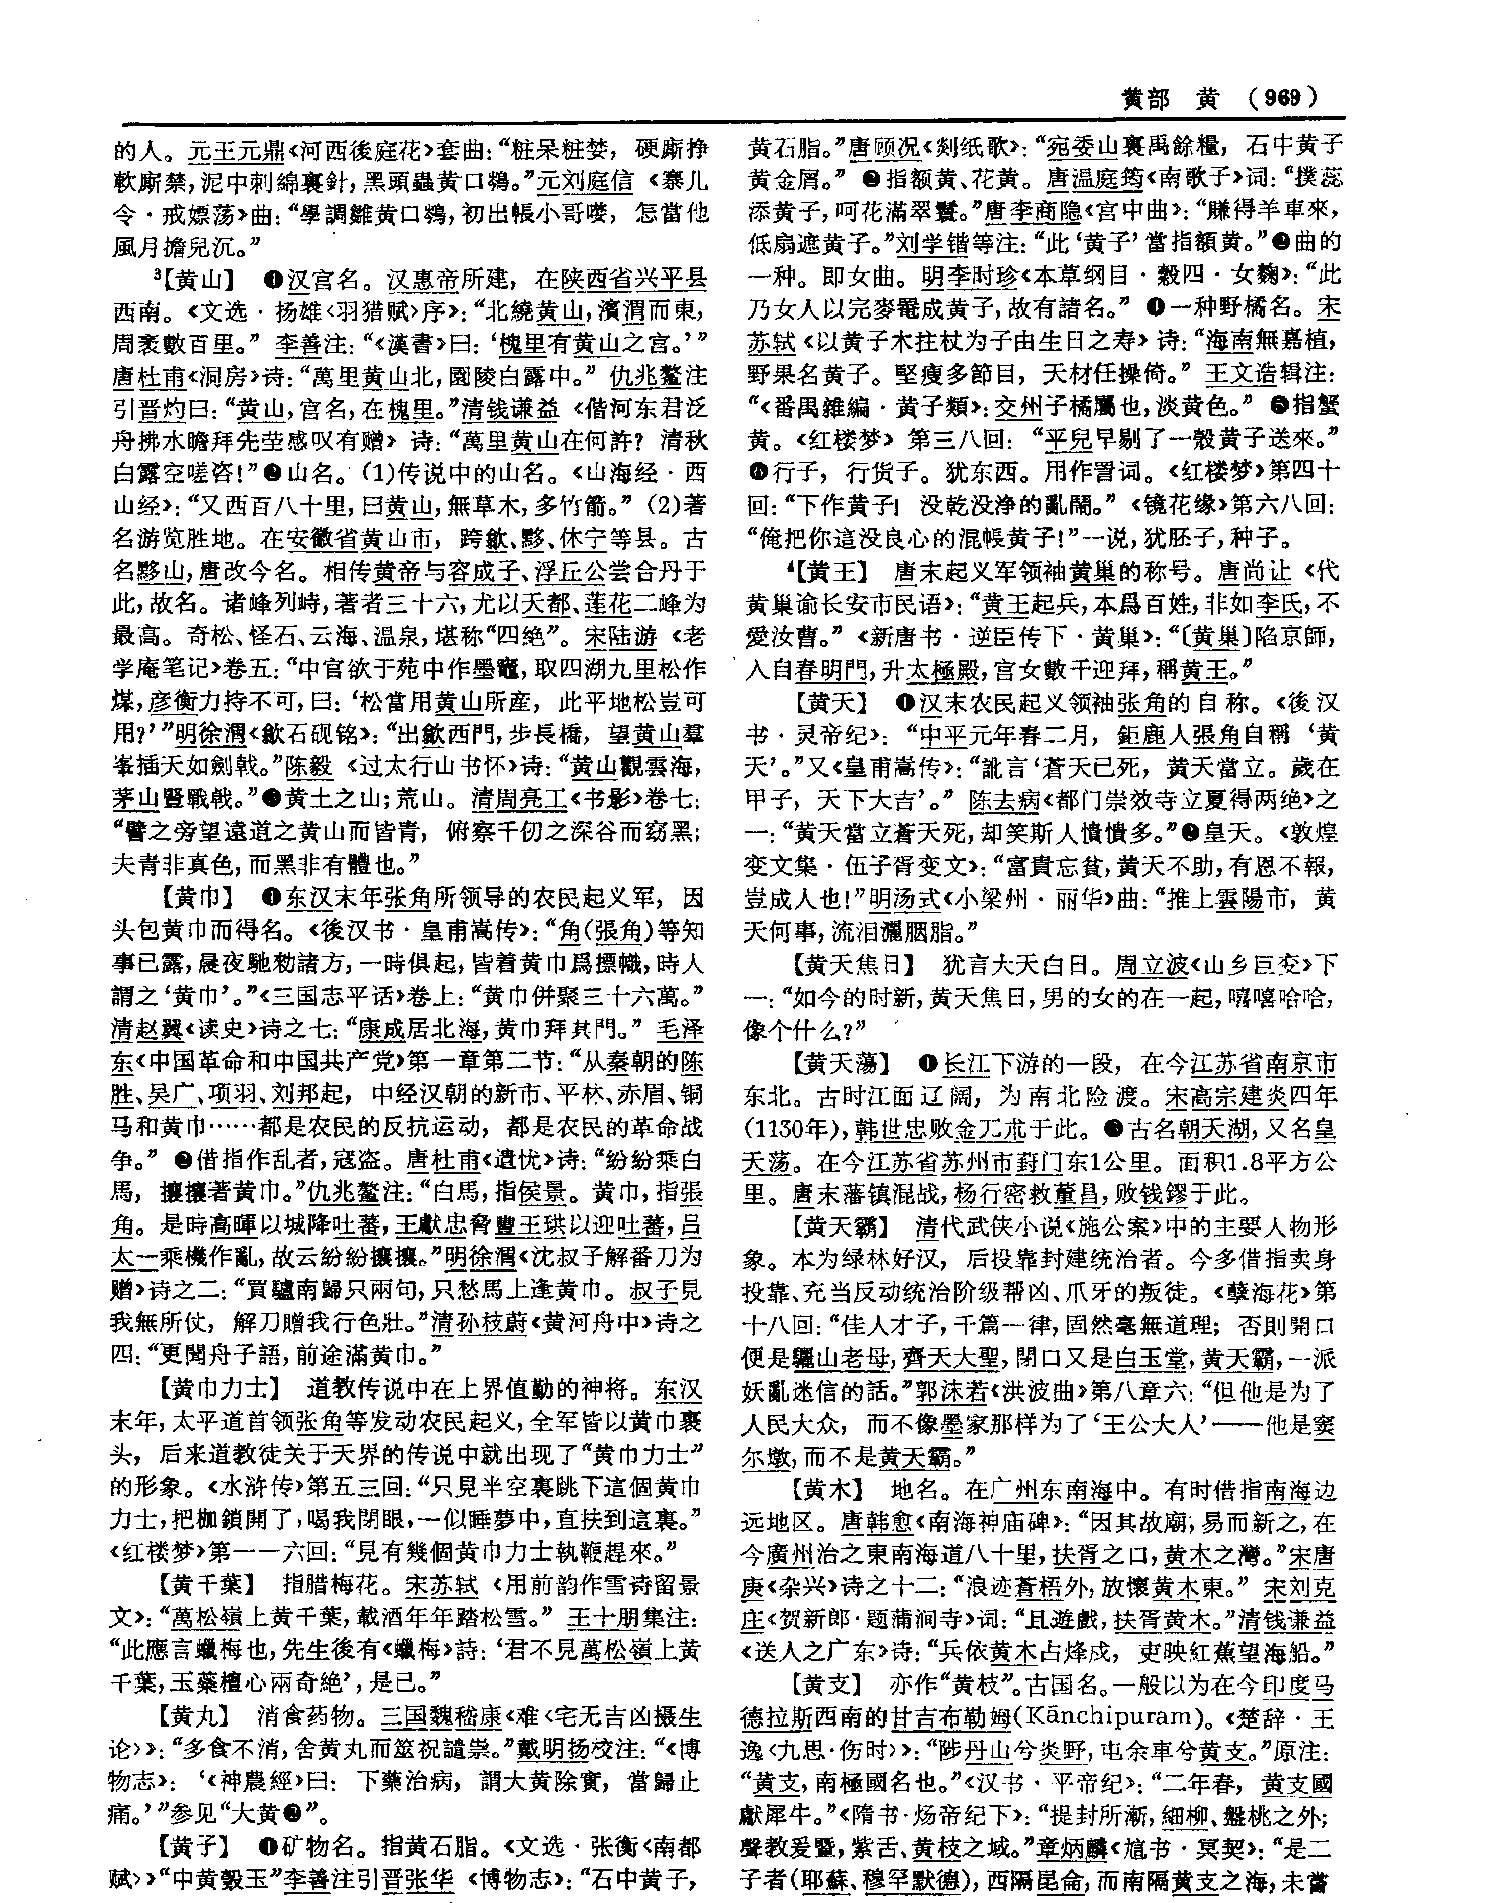 黄部 黄 (969)
的人。元王元鼎《河西後庭花》套曲：“粧呆粧婪，硬厮挣
軟厮禁，泥中刺綿裏針，黑頭蟲黄口鴉。”元刘庭信《寨儿
令·戒嫖荡》曲：“學調雛黄口鴉，初出帳小哥喽，怎當他
風月擔兒沉。”
³【黄山】 ❶汉宫名。汉惠帝所建，在陕西省兴平县
西南。《文选·扬雄〈羽猎赋〉序》：“北繞黄山，濱渭而東，
周袤數百里。” 李善注：“《漢書》曰：‘槐里有黄山之宫。’”
唐杜甫《洞房》诗：“萬里黄山北，園陵白露中。” 仇兆鳌注
引晋灼曰：“黄山，宫名，在槐里。”清钱谦益《偕河东君泛
舟拂水瞻拜先茔感叹有赠》诗：“萬里黄山在何許？清秋
白露空嗟咨！”❷山名。(1)传说中的山名。《山海经·西
山经》：“又西百八十里，曰黄山，無草木，多竹箭。”(2)著
名游览胜地。在安徽省黄山市，跨歙、黟、休宁等县。古
名黟山，唐改今名。相传黄帝与容成子、浮丘公尝合丹于
此，故名。诸峰列峙，著者三十六，尤以天都、莲花二峰为
最高。奇松、怪石、云海、温泉，堪称“四绝”。宋陆游《老
学庵笔记》卷五：“中官欲于苑中作墨竈，取四湖九里松作
煤，彦衡力持不可，曰：‘松當用黄山所産，此平地松豈可
用？’”明徐渭《歙石砚铭》：“出歙西門，步長橋，望黄山羣
峯插天如劍戟。”陈毅《过太行山书怀》诗：“黄山觀雲海，
茅山豎戰戟。”❸黄土之山；荒山。清周亮工《书影》卷七：
“譬之旁望遠道之黄山而皆青，俯察千仞之深谷而窈黑；
夫青非真色，而黑非有體也。”
【黄巾】 ❶东汉末年张角所领导的农民起义军，因
头包黄巾而得名。《後汉书·皇甫嵩传》：“角(張角)等知
事已露，晨夜馳勑諸方，一時俱起，皆着黄巾爲摽幟，時人
謂之‘黄巾’。”《三国志平话》卷上：“黄巾併聚三十六萬。”
清赵翼《读史》诗之七：“康成居北海，黄巾拜其門。” 毛泽
东《中国革命和中国共产党》第一章第二节：“从秦朝的陈
胜、吴广、项羽、刘邦起，中经汉朝的新市、平林、赤眉、铜
马和黄巾……都是农民的反抗运动，都是农民的革命战
争。” ❷借指作乱者，寇盗。唐杜甫《遣忧》诗：“紛紛乘白
馬，攘攘著黄巾。”仇兆鳌注：“白馬，指侯景。黄巾，指張
角。是時高暉以城降吐蕃，王獻忠脅豐王珙以迎吐蕃，吕
太一乘機作亂，故云紛紛攘攘。”明徐渭《沈叔子解番刀为
赠》诗之二：“買驢南歸只兩句，只愁馬上逢黄巾。叔子見
我無所仗，解刀贈我行色壯。”清孙枝蔚《黄河舟中》诗之
四：“更聞舟子語，前途滿黄巾。”
【黄巾力士】 道教传说中在上界值勤的神将。东汉
末年，太平道首领张角等发动农民起义，全军皆以黄巾裹
头，后来道教徒关于天界的传说中就出现了“黄巾力士”
的形象。《水浒传》第五三回：“只見半空裏跳下這個黄巾
力士，把枷鎖開了，喝我閉眼，一似睡夢中，直扶到這裏。”
《红楼梦》第一一六回：“見有幾個黄巾力士執鞭趕來。”
【黄千葉】 指腊梅花。宋苏轼《用前韵作雪诗留景
文》：“萬松嶺上黄千葉，載酒年年踏松雪。” 王十朋集注：
“此應言蠟梅也，先生後有《蠟梅》詩：‘君不見萬松嶺上黄
千葉，玉蘂檀心兩奇絶’，是已。”
【黄丸】 消食药物。三国魏嵇康《难〈宅无吉凶摄生
论〉》：“多食不消，舍黄丸而筮祝譴祟。”戴明扬校注：“《博
物志》：‘《神農經》曰：下藥治病，謂大黄除實，當歸止
痛。’”参见“大黄❷”。
【黄子】 ❶矿物名。指黄石脂。《文选·张衡〈南都
赋〉》“中黄瑴玉”李善注引晋张华《博物志》：“石中黄子，
黄石脂。”唐顾况《剡纸歌》：“宛委山裏禹餘糧，石中黄子
黄金屑。” ❷指额黄、花黄。唐温庭筠《南歌子》词：“撲蕊
添黄子，呵花滿翠鬟。”唐李商隐《宫中曲》：“賺得羊車來，
低扇遮黄子。”刘学锴等注：“此‘黄子’當指額黄。”❸曲的
一种。即女曲。明李时珍《本草纲目·穀四·女麴》：“此
乃女人以完麥罨成黄子，故有諸名。” ❹一种野橘名。宋
苏轼《以黄子木拄杖为子由生日之寿》诗：“海南無嘉植，
野果名黄子。堅瘦多節目，天材任操倚。” 王文诰辑注：
“《番禺雜編·黄子類》：交州子橘屬也，淡黄色。” ❺指蟹
黄。《红楼梦》第三八回：“平兒早剔了一殼黄子送來。”
❻行子，行货子。犹东西。用作詈词。《红楼梦》第四十
回：“下作黄子！没乾没净的亂鬧。”《镜花缘》第六八回：
“俺把你這没良心的混帳黄子！”一说，犹胚子，种子。
⁴【黄王】 唐末起义军领袖黄巢的称号。唐尚让《代
黄巢谕长安市民语》：“黄王起兵，本爲百姓，非如李氏，不
愛汝曹。”《新唐书·逆臣传下·黄巢》：“〔黄巢〕陷京師，
入自春明門，升太極殿，宫女數千迎拜，稱黄王。”
【黄天】 ❶汉末农民起义领袖张角的自称。《後汉
书·灵帝纪》：“中平元年春二月，鉅鹿人張角自稱‘黄
天’。”又《皇甫嵩传》：“訛言‘蒼天已死，黄天當立。歲在
甲子，天下大吉’。” 陈去病《都门崇效寺立夏得两绝》之
一：“黄天當立蒼天死，却笑斯人憒憒多。”❷皇天。《敦煌
变文集·伍子胥变文》：“富貴忘貧，黄天不助，有恩不報，
豈成人也！”明汤式《小梁州·丽华》曲：“推上雲陽市，黄
天何事，流泪灑胭脂。”
【黄天焦日】 犹言大天白日。周立波《山乡巨变》下
一：“如今的时新，黄天焦日，男的女的在一起，嘻嘻哈哈，
像个什么？”
【黄天蕩】 ❶长江下游的一段，在今江苏省南京市
东北。古时江面辽阔，为南北险渡。宋高宗建炎四年
(1130年)，韩世忠败金兀朮于此。❷古名朝天湖，又名皇
天荡。在今江苏省苏州市葑门东1公里。面积1.8平方公
里。唐末藩镇混战，杨行密救董昌，败钱鏐于此。
【黄天霸】 清代武侠小说《施公案》中的主要人物形
象。本为绿林好汉，后投靠封建统治者。今多借指卖身
投靠、充当反动统治阶级帮凶、爪牙的叛徒。《孽海花》第
十八回：“佳人才子，千篇一律，固然毫無道理；否則開口
便是驪山老母，齊天大聖，閉口又是白玉堂，黄天霸，一派
妖亂迷信的話。”郭沫若《洪波曲》第八章六：“但他是为了
人民大众，而不像墨家那样为了‘王公大人’——他是窦
尔墩，而不是黄天霸。”
【黄木】 地名。在广州东南海中。有时借指南海边
远地区。唐韩愈《南海神庙碑》：“因其故廟，易而新之，在
今廣州治之東南海道八十里，扶胥之口，黄木之灣。”宋唐
庚《杂兴》诗之十二：“浪迹蒼梧外，放懷黄木東。” 宋刘克
庄《贺新郎·题蒲涧寺》词：“且遊戲，扶胥黄木。”清钱谦益
《送人之广东》诗：“兵依黄木占烽戍，吏映紅蕉望海船。”
【黄支】 亦作“黄枝”。古国名。一般以为在今印度马
德拉斯西南的甘吉布勒姆(Kānchipuram)。《楚辞·王
逸〈九思·伤时〉》：“陟丹山兮炎野，屯余車兮黄支。”原注：
“黄支，南極國名也。”《汉书·平帝纪》：“二年春，黄支國
獻犀牛。”《隋书·炀帝纪下》：“提封所漸，細柳、盤桃之外；
聲教爰暨，紫舌、黄枝之域。”章炳麟《訄书·冥契》：“是二
子者(耶蘇、穆罕默德)，西隔昆侖，而南隔黄支之海，未嘗